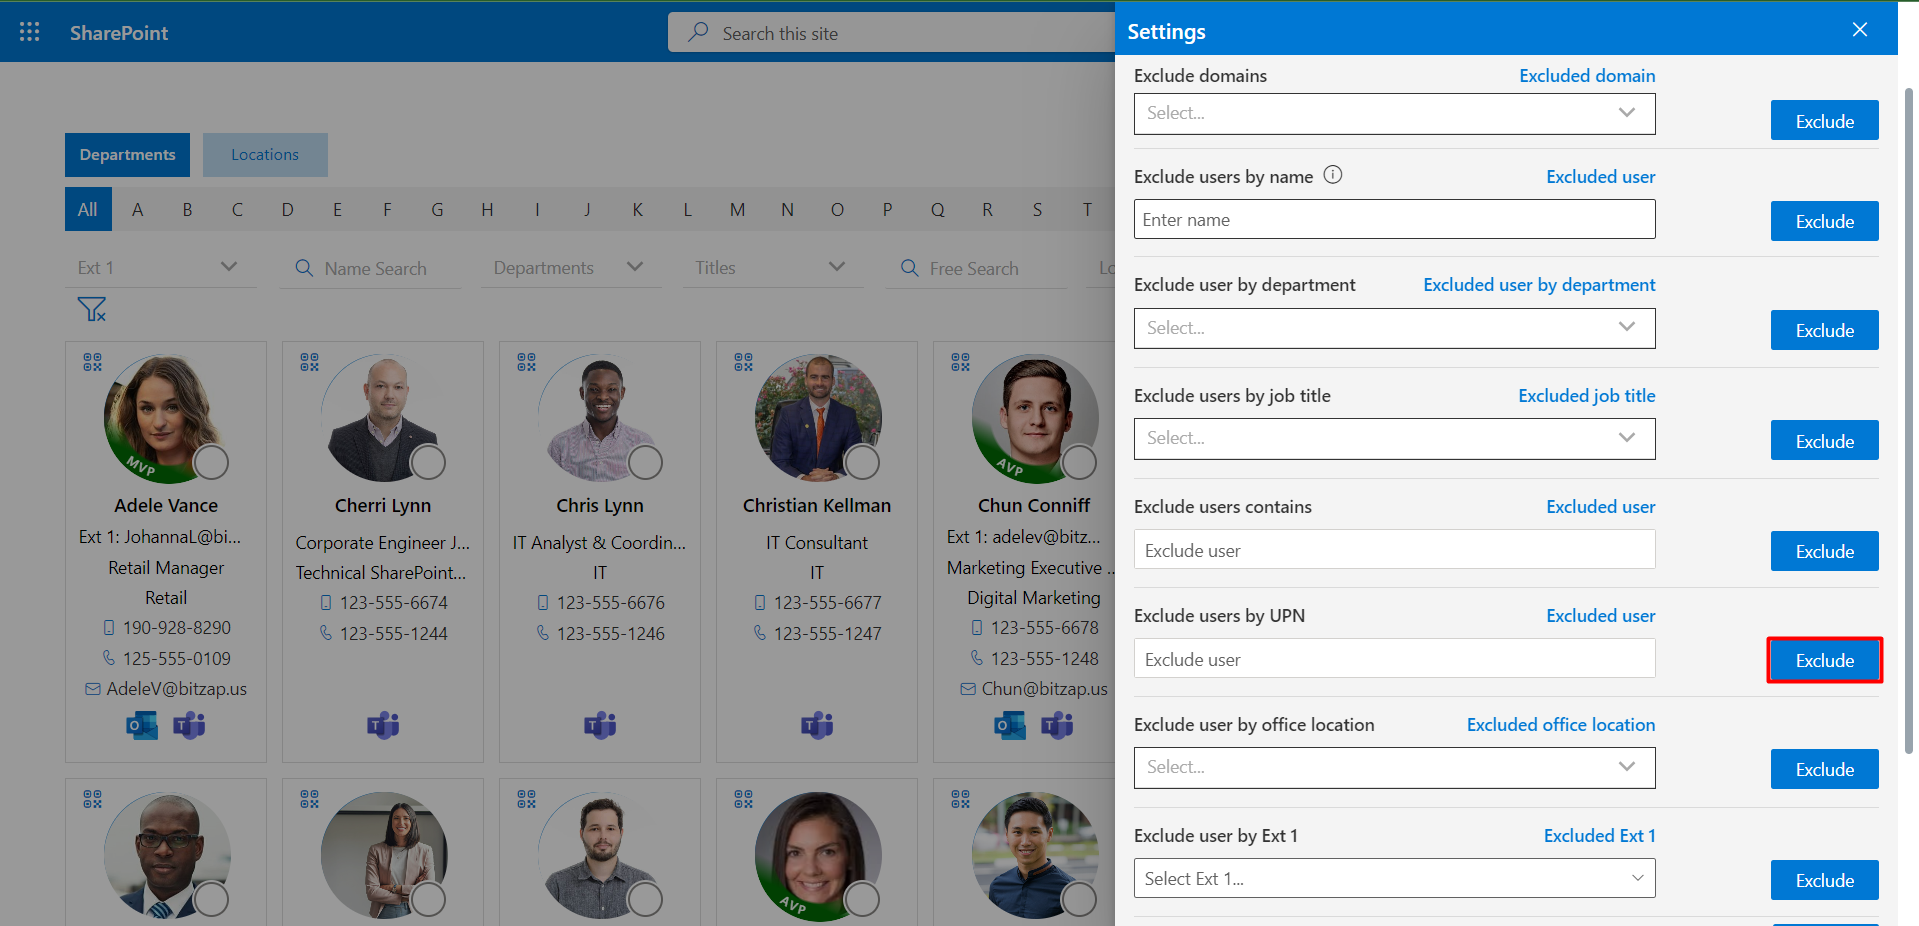 SharePoint
Search this site
Departments
Locations
All A B C D E F G H I J K L M N O P Q R S T
Ext 1
Name Search
Departments
Titles
Free Search
Lo
MVP
Adele Vance
Ext 1: JohannaL@bi...
Retail Manager
Retail
190-928-8290
125-555-0109
AdeleV@bitzap.us
Cherri Lynn
Corporate Engineer J...
Technical SharePoint...
123-555-6674
123-555-1244
Chris Lynn
IT Analyst & Coordin...
IT
123-555-6676
123-555-1246
Christian Kellman
IT Consultant
IT
123-555-6677
123-555-1247
AVP
Chun Conniff
Ext 1: adelev@bitz...
Marketing Executive ..
Digital Marketing
123-555-6678
123-555-1248
Chun@bitzap.us
AVP
Settings
Exclude domains
Excluded domain
Select...
Exclude
Exclude users by name
Excluded user
Enter name
Exclude
Exclude user by department
Excluded user by department
Select...
Exclude
Exclude users by job title
Excluded job title
Select...
Exclude
Exclude users contains
Excluded user
Exclude user
Exclude
Exclude users by UPN
Excluded user
Exclude user
Exclude
Exclude user by office location
Excluded office location
Select...
Exclude
Exclude user by Ext 1
Excluded Ext 1
Select Ext 1...
Exclude